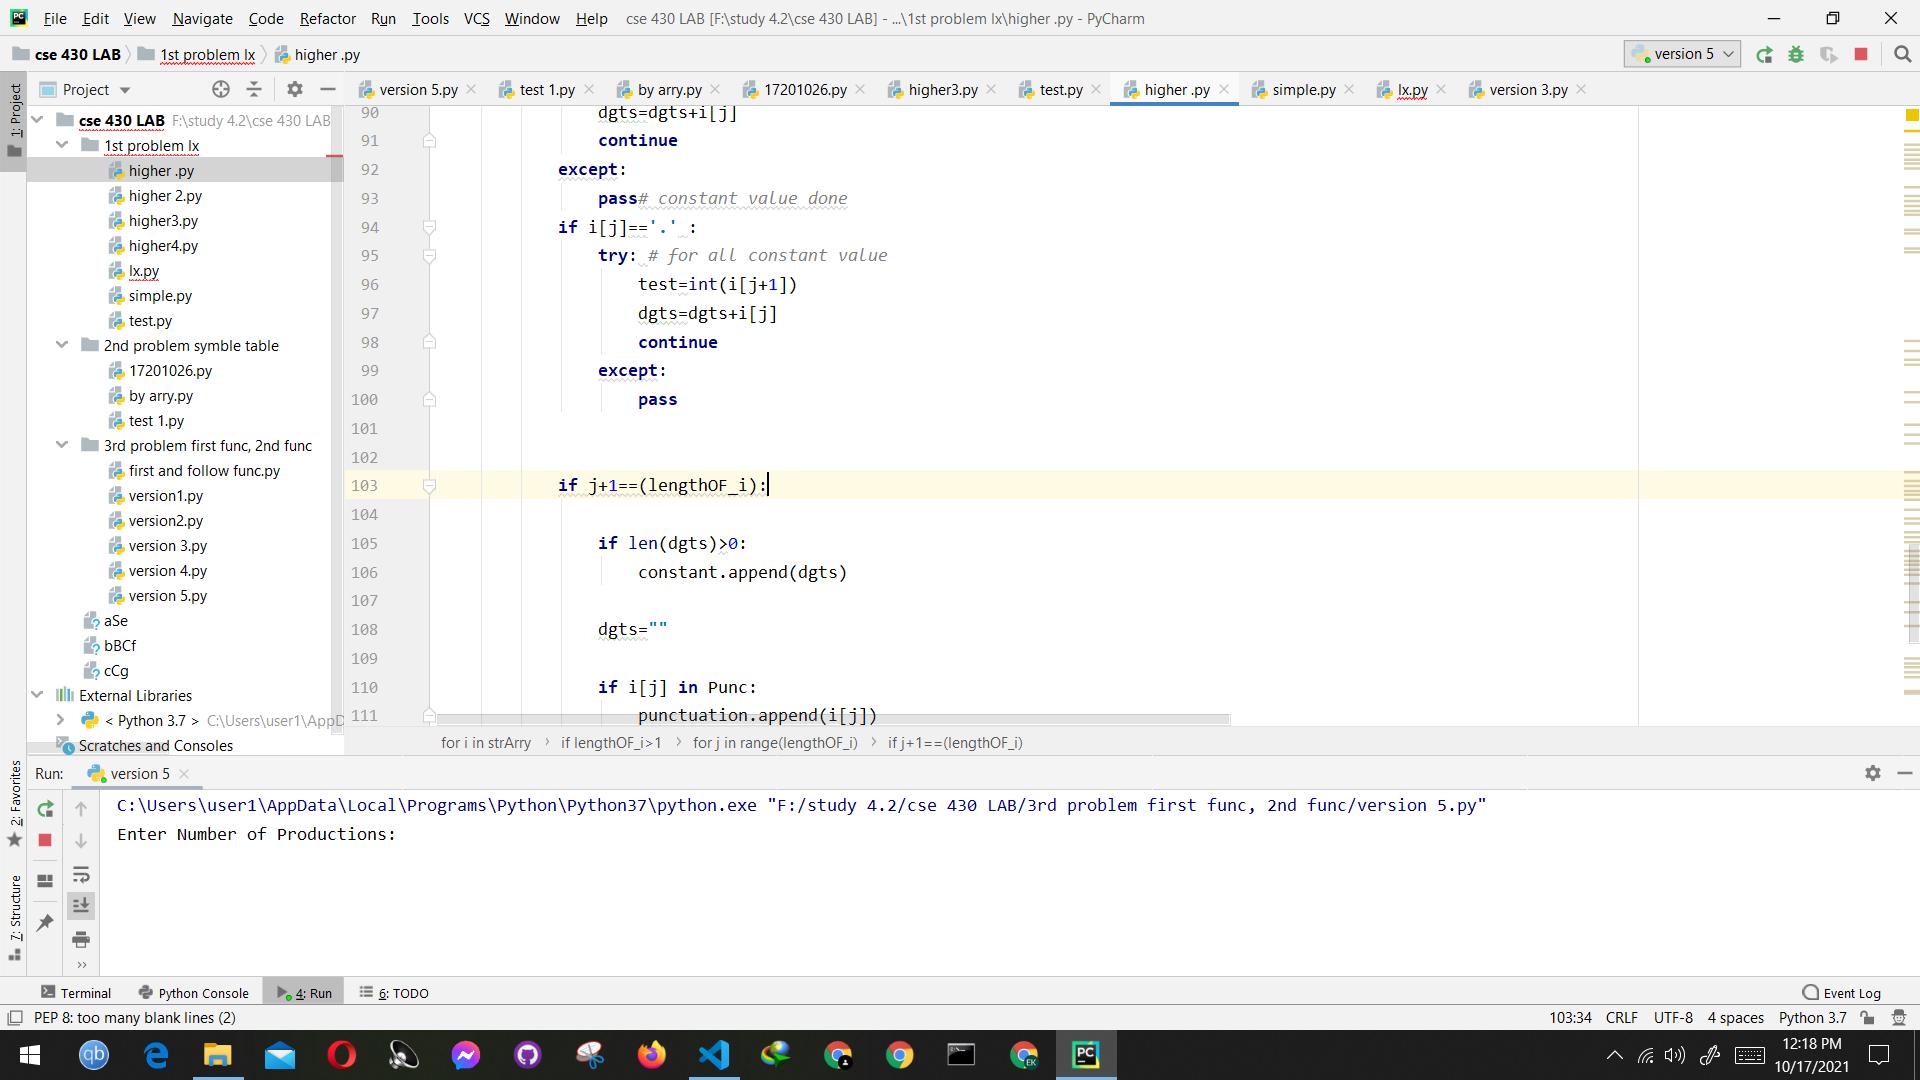 File Edit View Navigate Code Refactor Run Tools VCS Window Help cse 430 LAB [F:\study 4.2\cse 430 LAB] - ...\1st problem lx\higher .py - PyCharm
cse 430 LAB 1st problem lx higher .py version 5
Project version 5.py test 1.py by arry.py 17201026.py higher3.py test.py higher .py simple.py lx.py version 3.py
1: Project
cse 430 LAB F:\study 4.2\cse 430 LAB
1st problem lx
higher .py
higher 2.py
higher3.py
higher4.py
lx.py
simple.py
test.py
2nd problem symble table
17201026.py
by arry.py
test 1.py
3rd problem first func, 2nd func
first and follow func.py
version1.py
version2.py
version 3.py
version 4.py
version 5.py
aSe
bBCf
cCg
External Libraries
< Python 3.7 > C:\Users\user1\AppD
Scratches and Consoles
90 dgts=dgts+i[j]
91 continue
92 except:
93 pass# constant value done
94 if i[j]=='.' :
95 try: # for all constant value
96 test=int(i[j+1])
97 dgts=dgts+i[j]
98 continue
99 except:
100 pass
101
102
103 if j+1==(lengthOF_i):
104
105 if len(dgts)>0:
106 constant.append(dgts)
107
108 dgts=""
109
110 if i[j] in Punc:
111 punctuation.append(i[j])
for i in strArry › if lengthOF_i>1 › for j in range(lengthOF_i) › if j+1==(lengthOF_i)
Run: version 5
C:\Users\user1\AppData\Local\Programs\Python\Python37\python.exe "F:/study 4.2/cse 430 LAB/3rd problem first func, 2nd func/version 5.py"
Enter Number of Productions:
2: Favorites
7: Structure
Terminal Python Console 4: Run 6: TODO Event Log
PEP 8: too many blank lines (2) 103:34 CRLF UTF-8 4 spaces Python 3.7
12:18 PM
10/17/2021